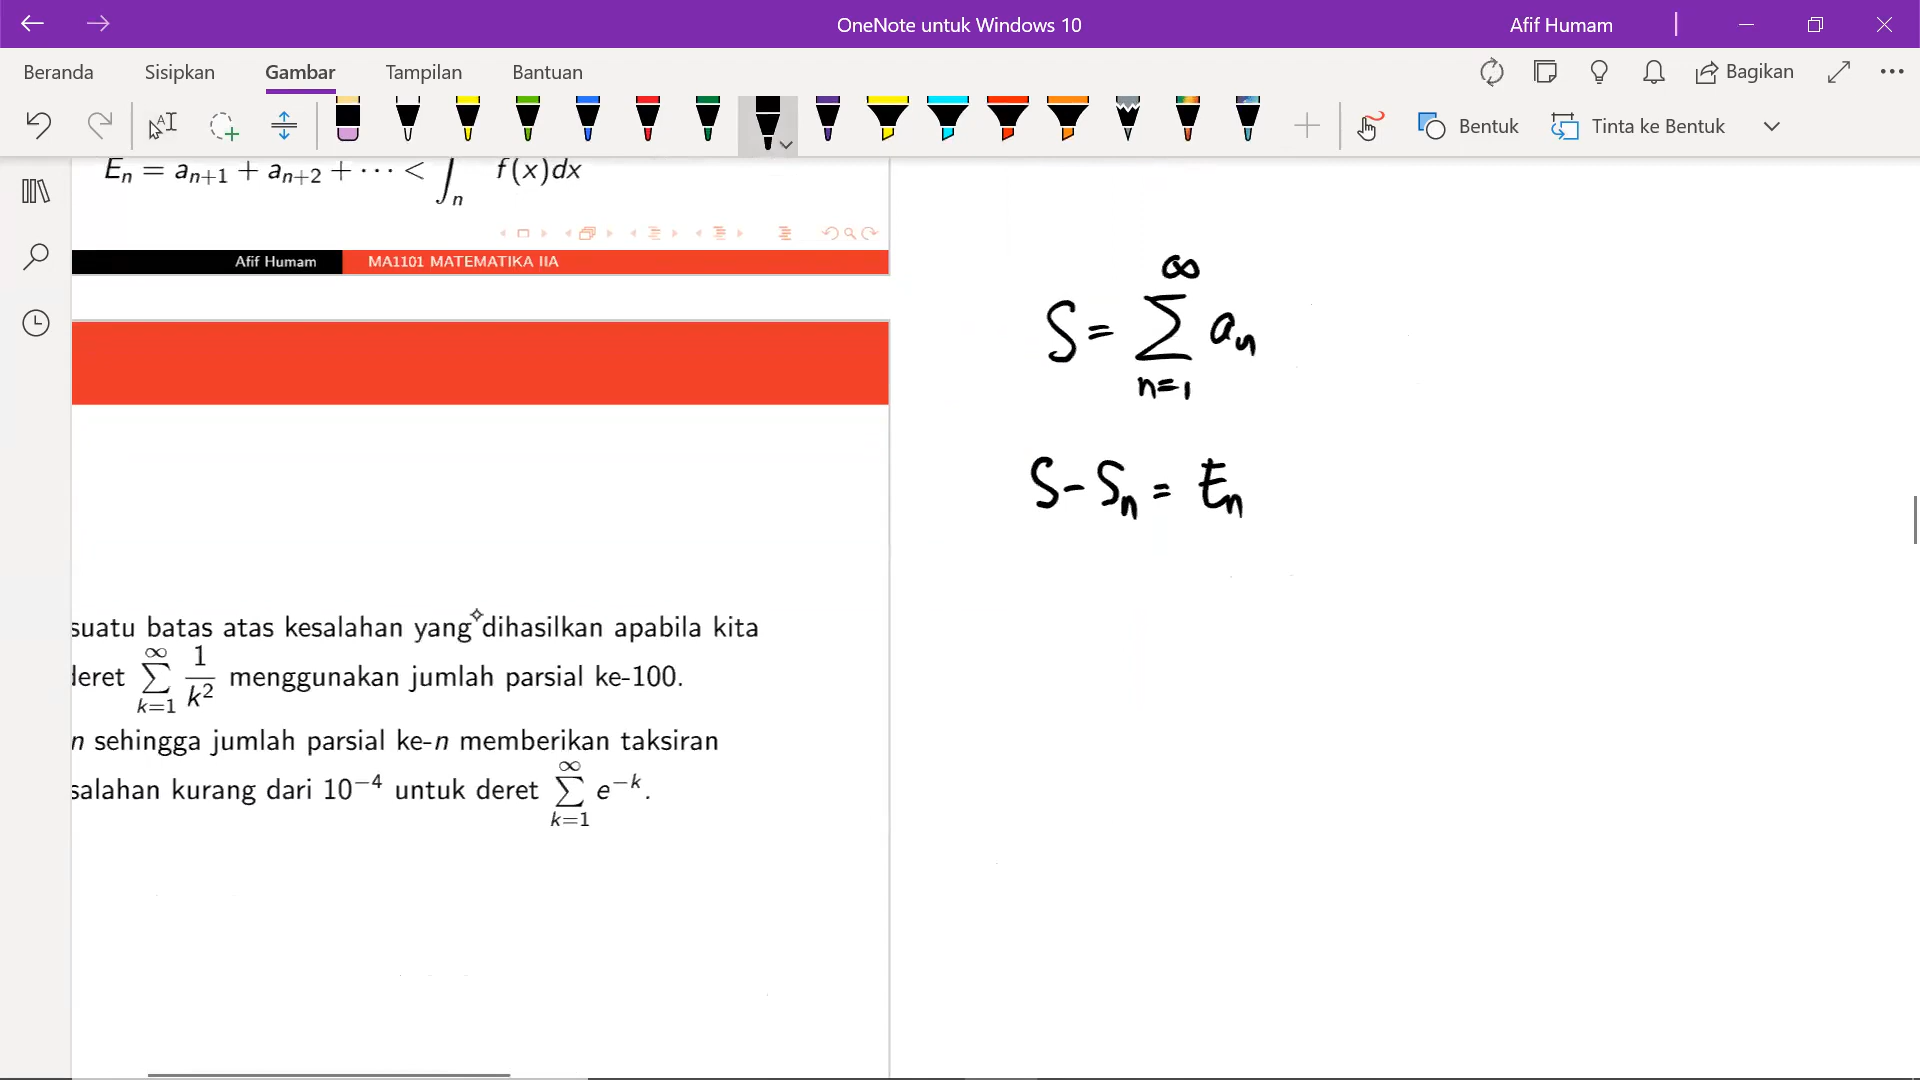 OneNote untuk Windows 10
Afif Humam
Beranda Sisipkan Gambar Tampilan Bantuan
Bagikan
Bentuk Tinta ke Bentuk
Eₙ = aₙ₊₁ + aₙ₊₂ + ··· < ∫ₙ f(x)dx
Afif Humam MA1101 MATEMATIKA IIA
suatu batas atas kesalahan yang dihasilkan apabila kita
deret ∑_{k=1}^{∞} 1/k² menggunakan jumlah parsial ke-100.
n sehingga jumlah parsial ke-n memberikan taksiran
salahan kurang dari 10⁻⁴ untuk deret ∑_{k=1}^{∞} e^{−k}.
S = ∑_{n=1}^{∞} aₙ
S − Sₙ = Eₙ